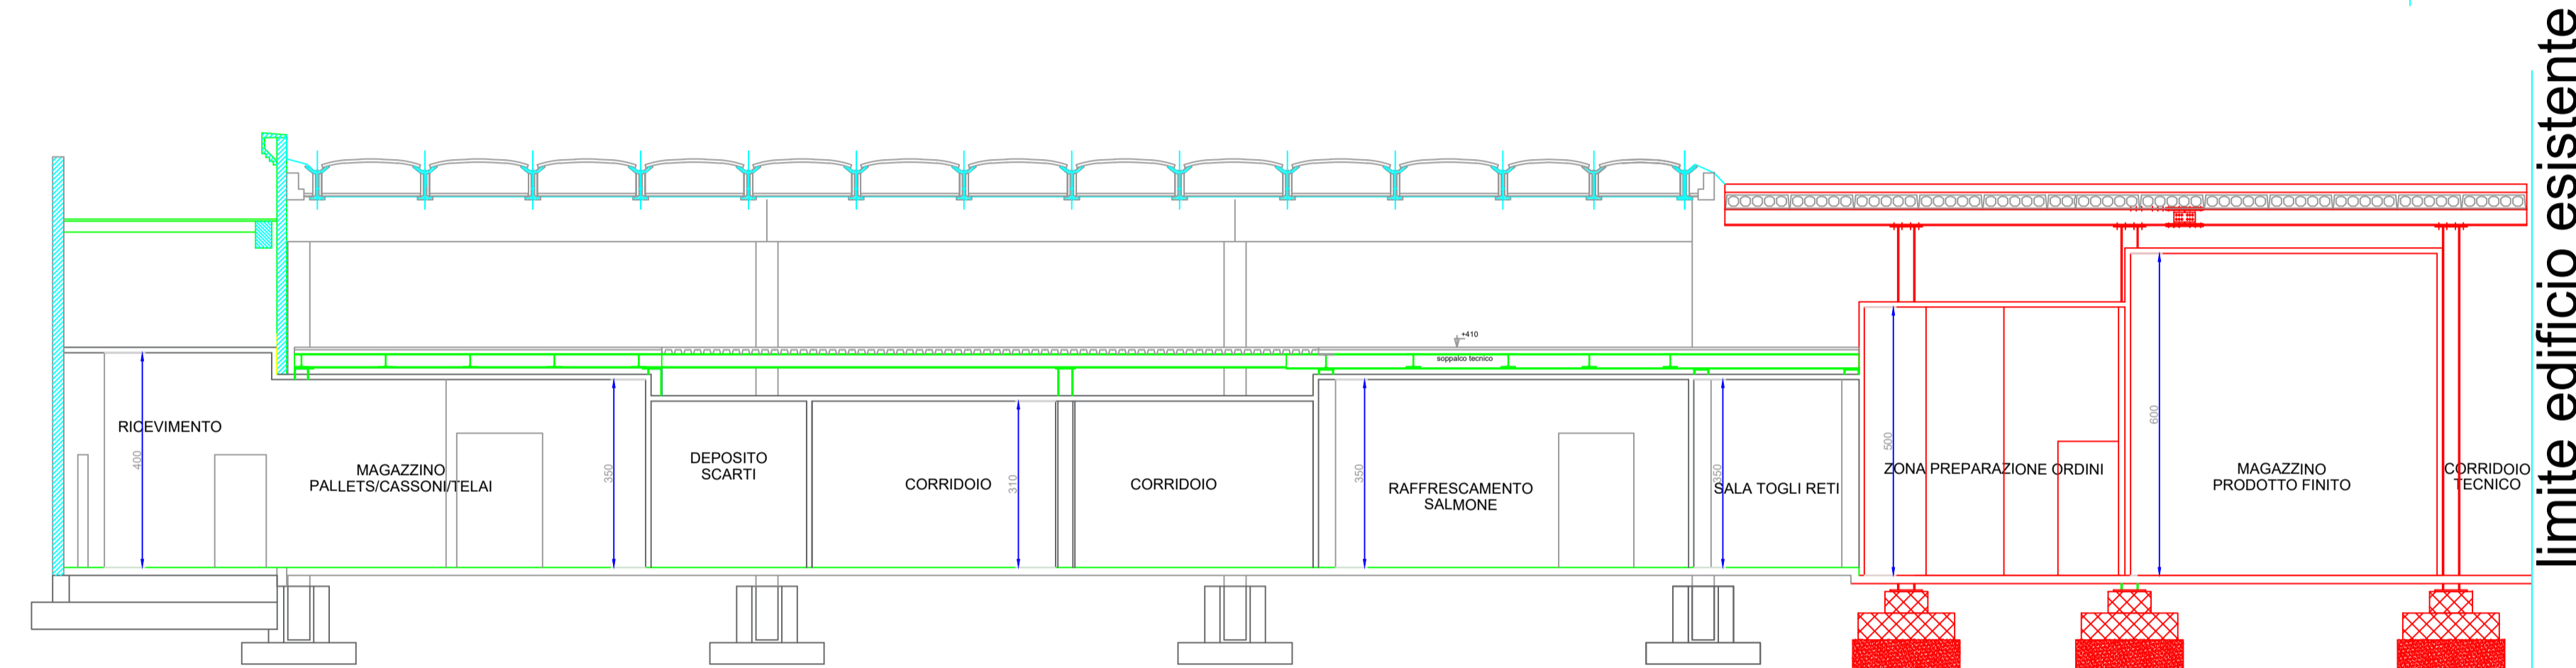 limite edificio esistente
+410
soppalco tecnico
RICEVIMENTO
400
MAGAZZINO
PALLETS/CASSONI/TELAI
350
DEPOSITO
SCARTI
CORRIDOIO
310
CORRIDOIO
350
RAFFRESCAMENTO
SALMONE
350
SALA TOGLI RETI
500
ZONA PREPARAZIONE ORDINI
600
MAGAZZINO
PRODOTTO FINITO
CORRIDOIO
TECNICO